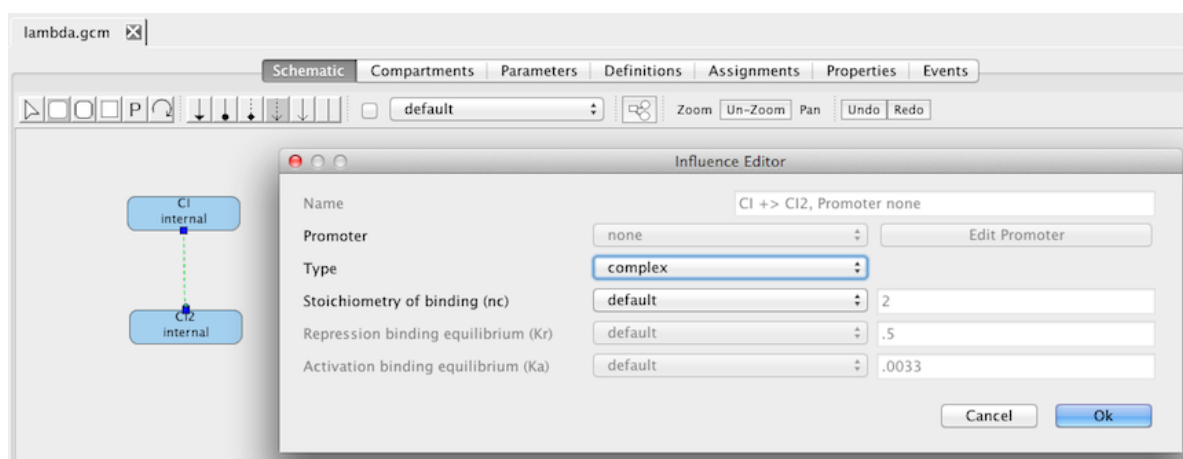 lambda.gcm
Schematic Compartments Parameters Definitions Assignments Properties Events
P default Zoom Un-Zoom Pan Undo Redo
Influence Editor
CI
internal
CI2
internal
Name CI +> CI2, Promoter none
Promoter none Edit Promoter
Type complex
Stoichiometry of binding (nc) default 2
Repression binding equilibrium (Kr) default .5
Activation binding equilibrium (Ka) default .0033
Cancel Ok